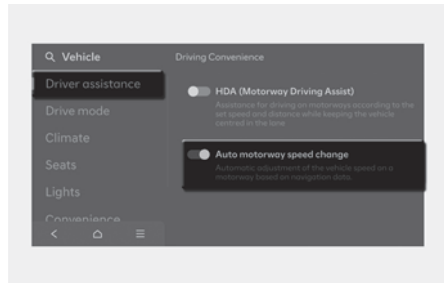 Vehicle
Driving Convenience
Driver assistance
HDA (Motorway Driving Assist)
Assistance for driving on motorways according to the
set speed and distance while keeping the vehicle
centred in the lane
Drive mode
Climate
Auto motorway speed change
Automatic adjustment of the vehicle speed on a
motorway based on navigation data.
Seats
Lights
Convenience